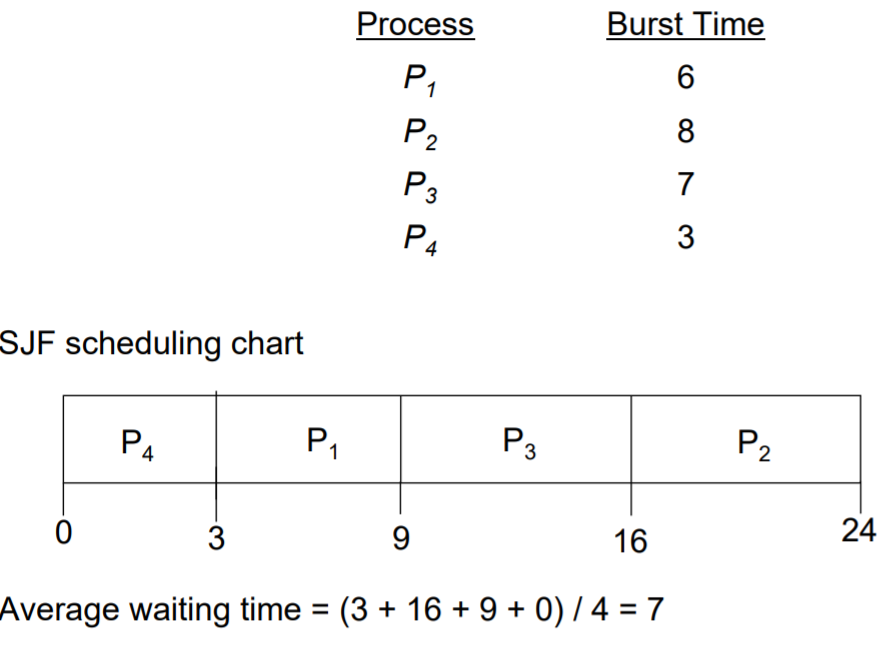 Process Burst Time
P1 6
P2 8
P3 7
P4 3
SJF scheduling chart
P4 P1 P3 P2
0 3 9 16 24
Average waiting time = (3 + 16 + 9 + 0) / 4 = 7